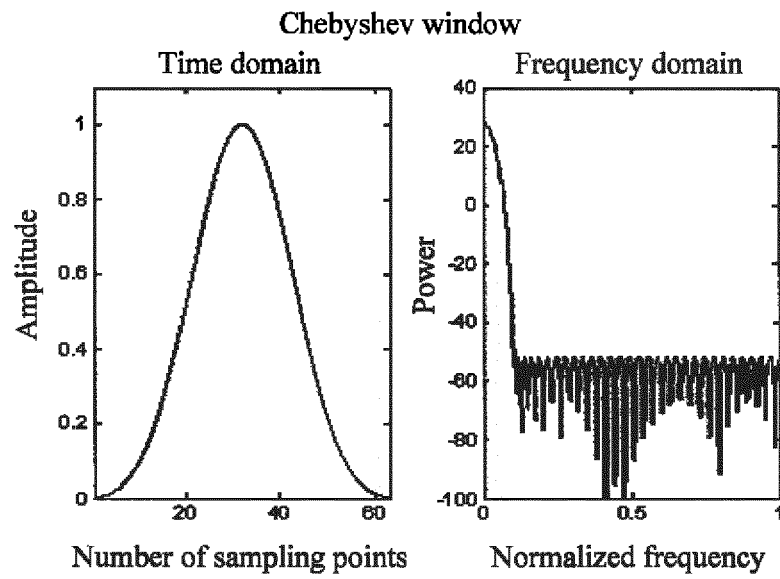 Chebyshev window
Time domain
Frequency domain
Amplitude
1
0.8
0.6
0.4
0.2
0
20
40
60
Number of sampling points
Power
40
20
0
-20
-40
-60
-80
-100
0
0.5
1
Normalized frequency